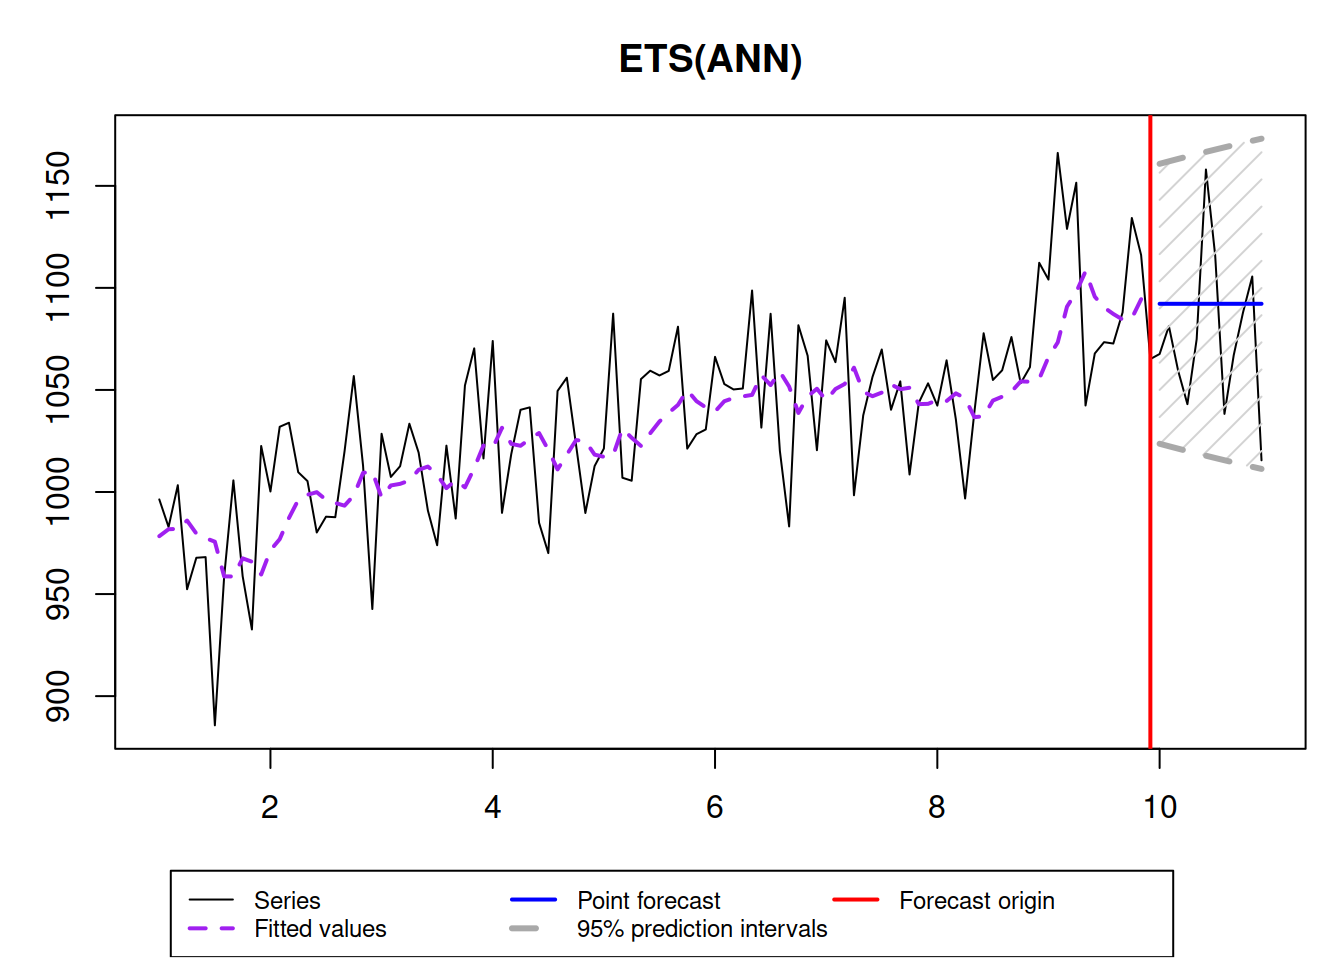 ETS(ANN)
1150
1100
1050
1000
950
900
2 4 6 8 10
Series Point forecast Forecast origin
Fitted values 95% prediction intervals